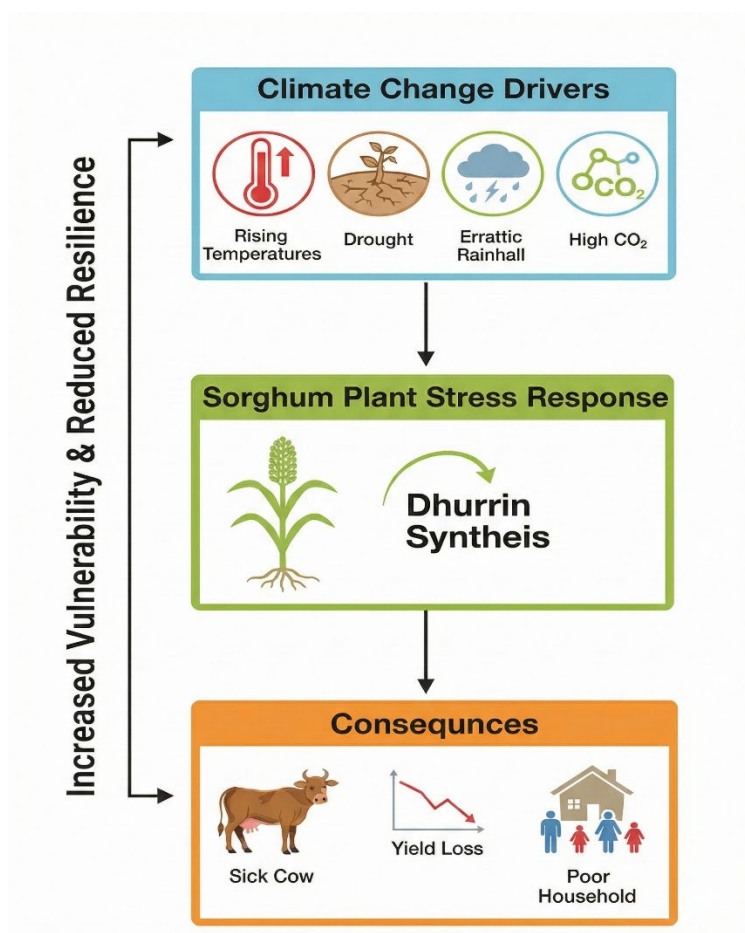 Climate Change Drivers
Rising
Temperatures
Drought
Errattic
Rainhall
High CO₂
CO₂
Increased Vulnerability & Reduced Resilience
Sorghum Plant Stress Response
Dhurrin
Syntheis
Consequnces
Sick Cow
Yield Loss
Poor
Household